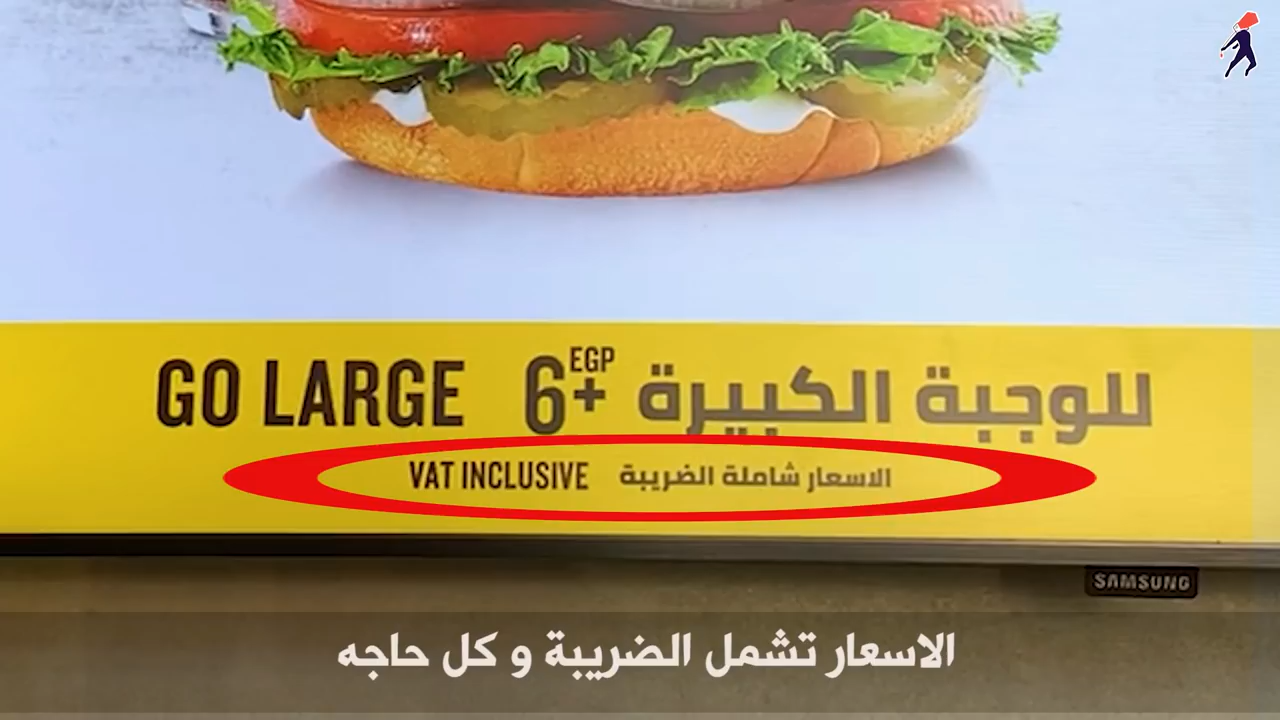 GO LARGE 6+ EGP للوجبة الكبيرة
VAT INCLUSIVE الاسعار شاملة الضريبة
SAMSUNG
الاسعار تشمل الضريبة و كل حاجه